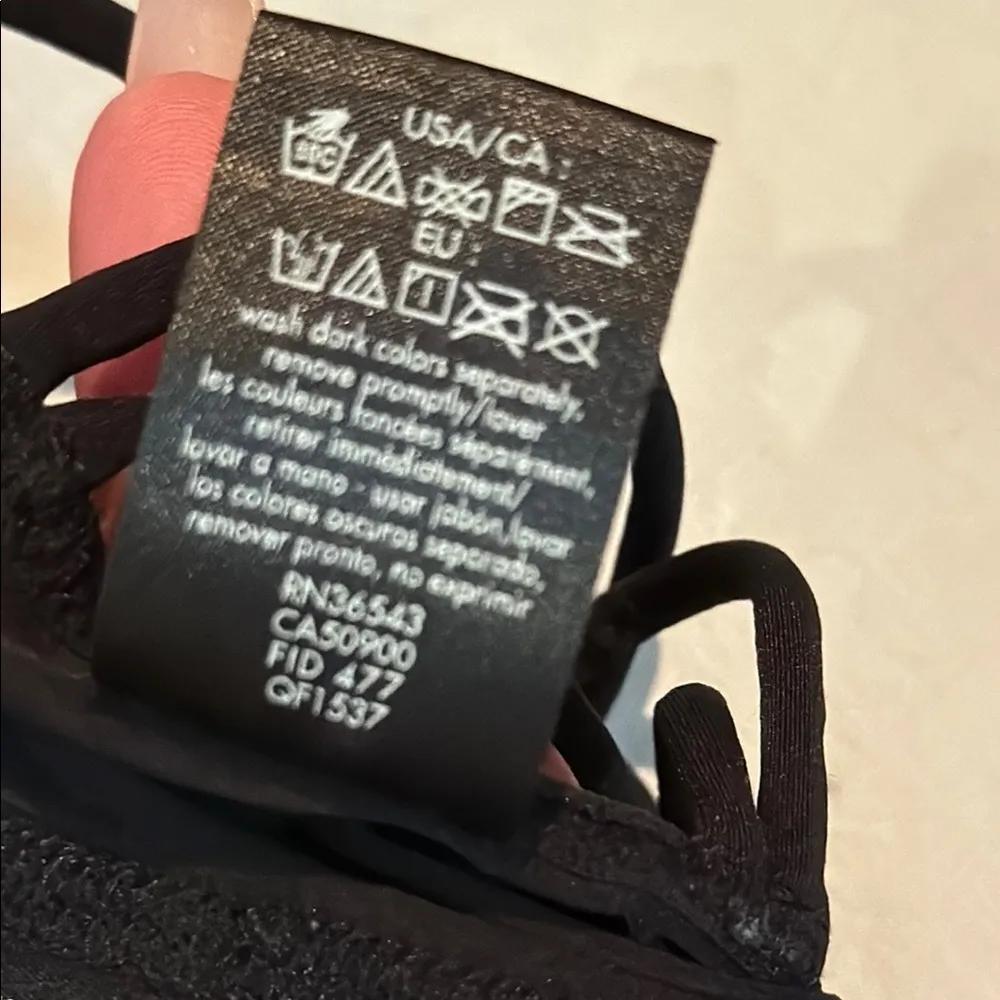 USA/CA :
EU :
wash dark colors separately,
remove promptly/laver
les couleurs foncées séparément,
retirer immédiatement/
lavar a mano - usar jabón,lavar
los colores oscuros separado,
remover pronto, no exprimir
RN36543
CA50900
FID 477
QF1537